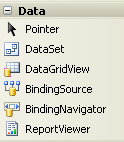 Data
Pointer
DataSet
DataGridView
BindingSource
BindingNavigator
ReportViewer